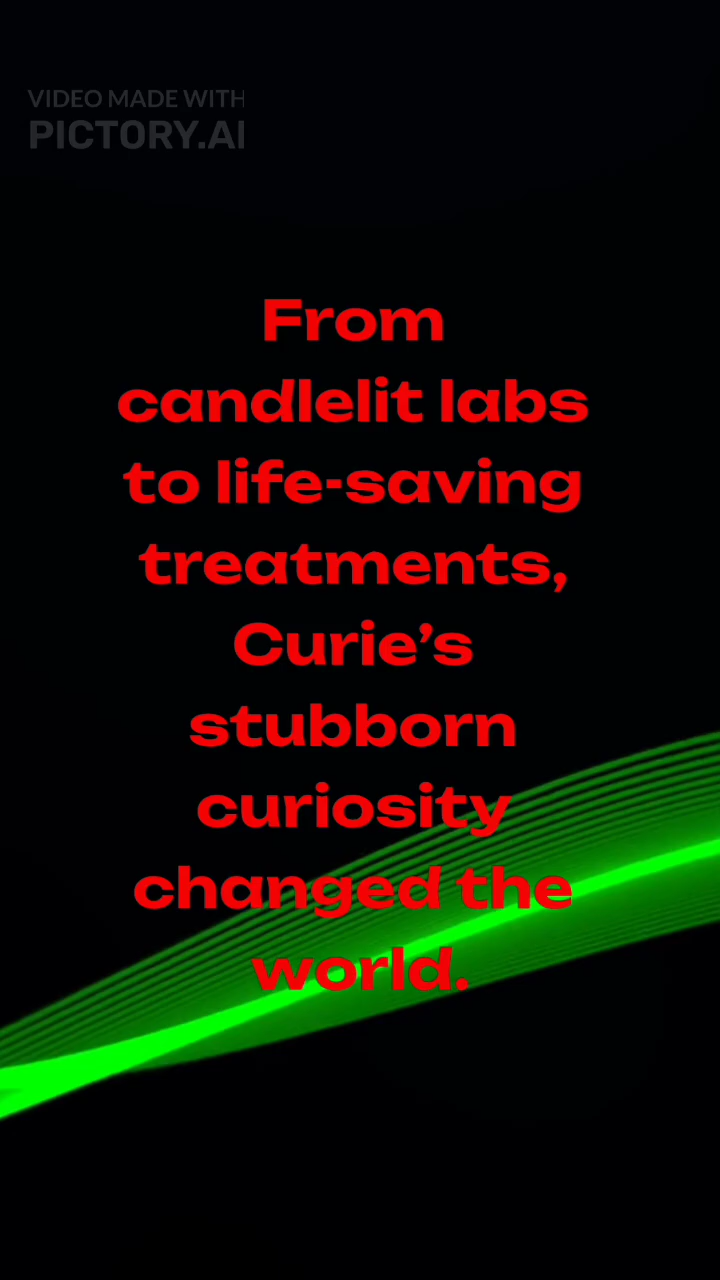 VIDEO MADE WITH
PICTORY.AI
From
candlelit labs
to life-saving
treatments,
Curie’s
stubborn
curiosity
changed the
world.